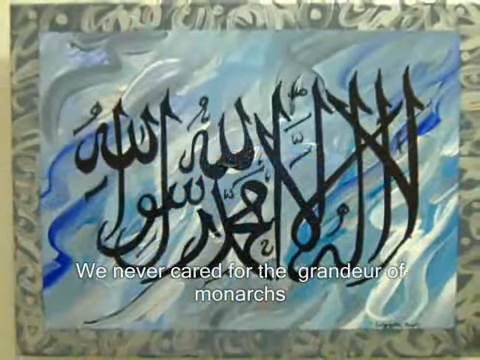 لا إله إلا الله محمد رسول الله
We never cared for the grandeur of
monarchs